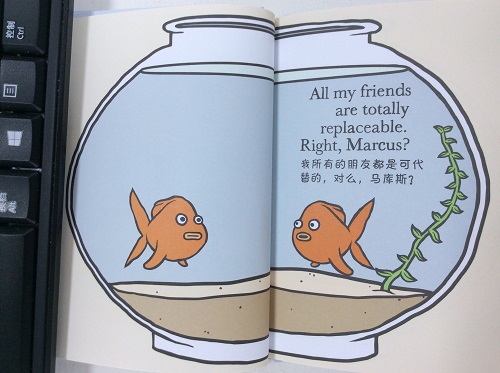 控制
Ctrl
All my friends
are totally
replaceable.
Right, Marcus?
我所有的朋友都是可代
替的，对么，马库斯？
Alt